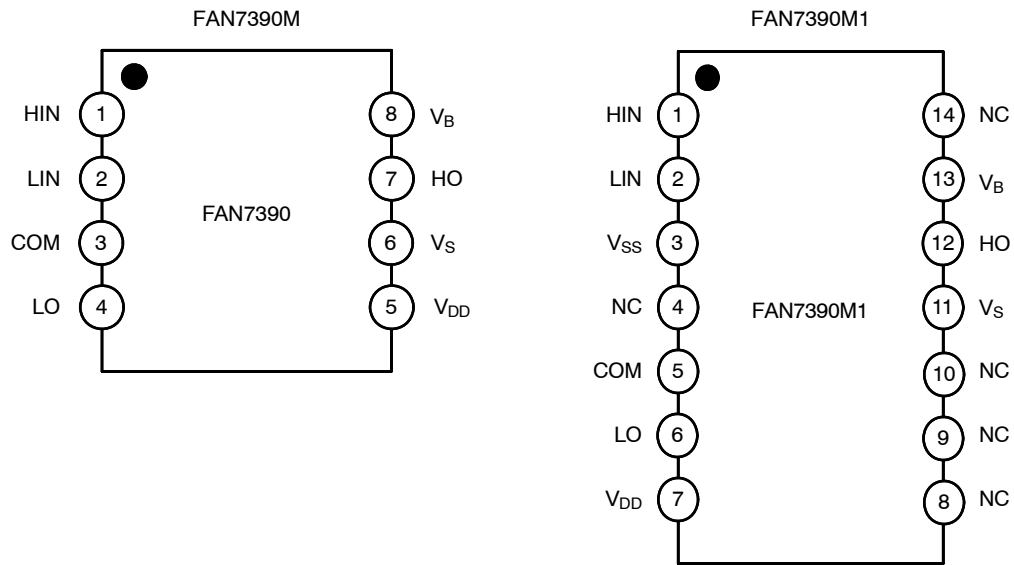 FAN7390M
HIN 1
LIN 2
COM 3
LO 4
FAN7390
8 VB
7 HO
6 VS
5 VDD
FAN7390M1
HIN 1
LIN 2
VSS 3
NC 4
COM 5
LO 6
VDD 7
FAN7390M1
14 NC
13 VB
12 HO
11 VS
10 NC
9 NC
8 NC